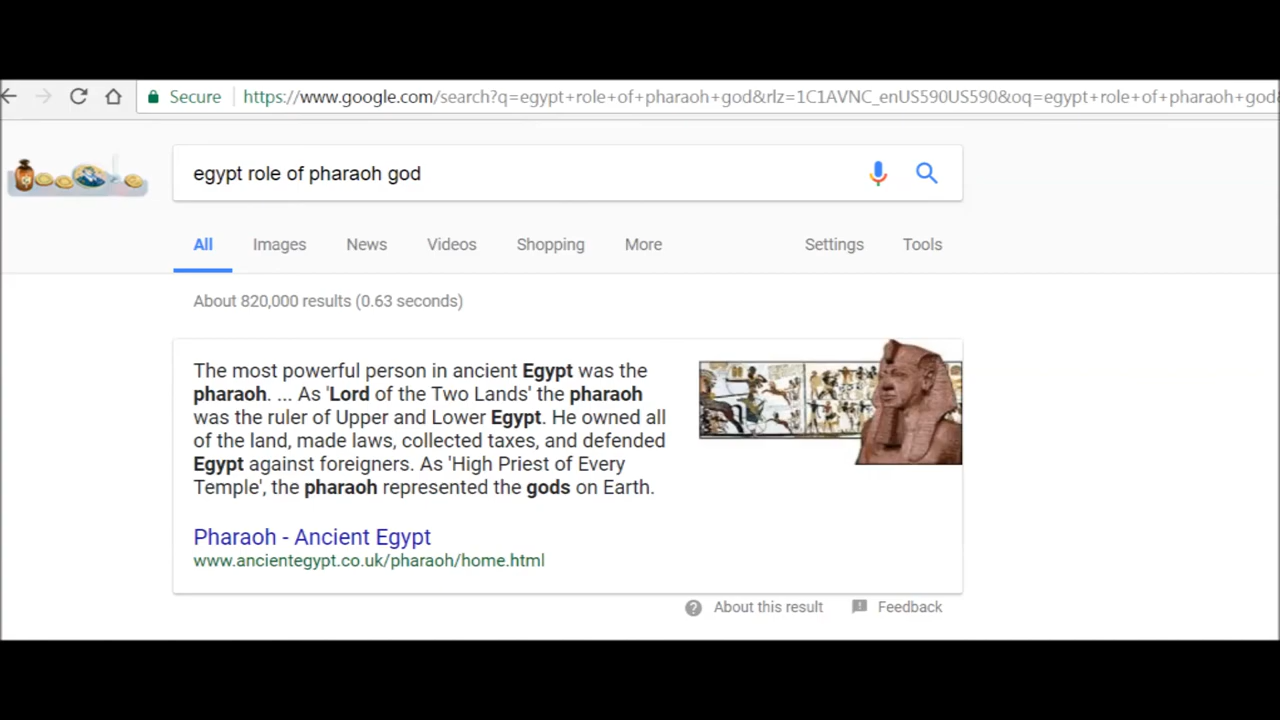 Secure https://www.google.com/search?q=egypt+role+of+pharaoh+god&rlz=1C1AVNC_enUS590US590&oq=egypt+role+of+pharaoh+god&
egypt role of pharaoh god
All Images News Videos Shopping More Settings Tools
About 820,000 results (0.63 seconds)
The most powerful person in ancient Egypt was the
pharaoh. ... As 'Lord of the Two Lands' the pharaoh
was the ruler of Upper and Lower Egypt. He owned all
of the land, made laws, collected taxes, and defended
Egypt against foreigners. As 'High Priest of Every
Temple', the pharaoh represented the gods on Earth.
Pharaoh - Ancient Egypt
www.ancientegypt.co.uk/pharaoh/home.html
About this result Feedback